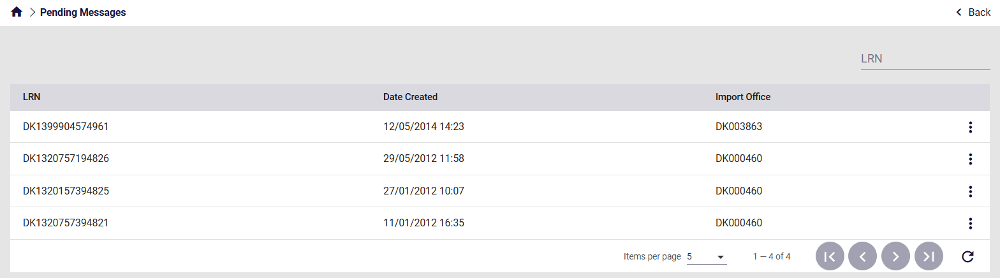 Pending Messages
Back
LRN
LRN Date Created Import Office
DK1399904574961 12/05/2014 14:23 DK003863
DK1320757194826 29/05/2012 11:58 DK000460
DK1320157394825 27/01/2012 10:07 DK000460
DK1320757394821 11/01/2012 16:35 DK000460
Items per page 5 1 — 4 of 4